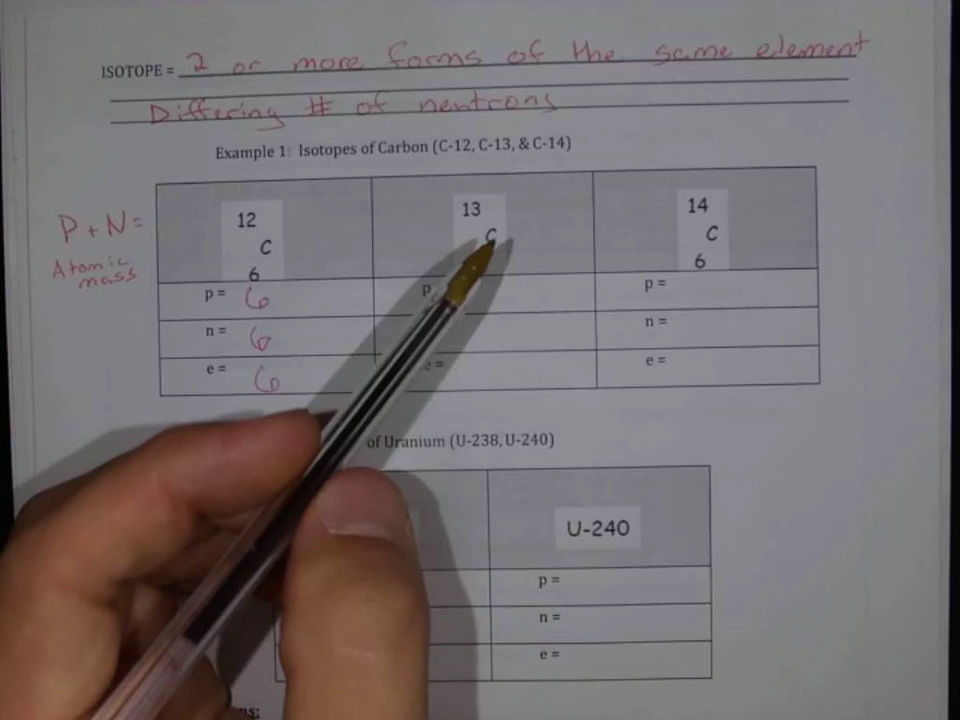 ISOTOPE = 2 or more forms of the same element
Differing # of neutrons
Example 1: Isotopes of Carbon (C-12, C-13, & C-14)
P + N =
Atomic
mass
12
C
6
13
C
14
C
6
p = 6
p
p =
n = 6
n =
e = 6
e =
e =
of Uranium (U-238, U-240)
U-240
p =
n =
e =